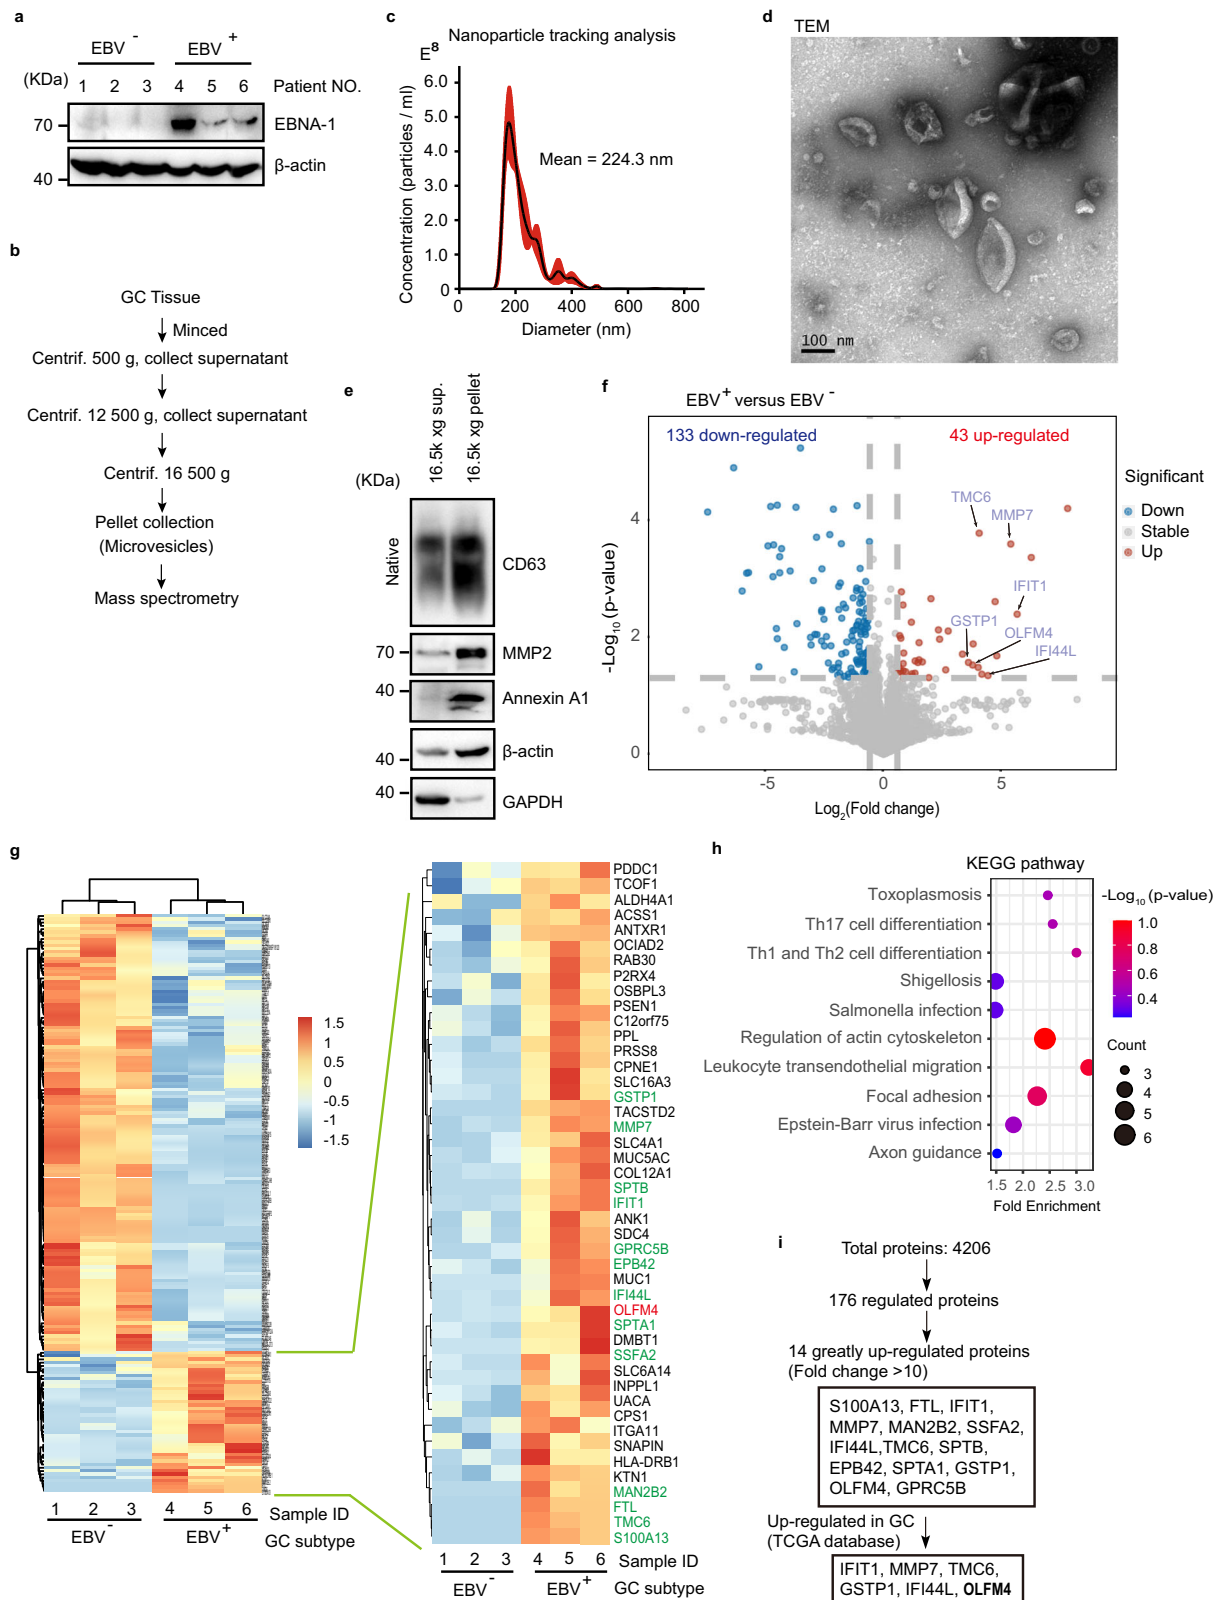 a
EBV -
EBV +
(KDa)
1 2 3 4 5 6 Patient NO.
70
EBNA-1
40
β-actin
b
GC Tissue
Minced
Centrif. 500 g, collect supernatant
Centrif. 12 500 g, collect supernatant
Centrif. 16 500 g
Pellet collection
(Microvesicles)
Mass spectrometry
c
Nanoparticle tracking analysis
E8
Concentration (particles / ml)
6.0
5.0
4.0
3.0
2.0
1.0
0
Mean = 224.3 nm
0 200 400 600 800
Diameter (nm)
d
TEM
100 nm
e
16.5k xg sup.
16.5k xg pellet
(KDa)
Native
CD63
70
MMP2
40
Annexin A1
40
β-actin
40
GAPDH
f
EBV+ versus EBV -
133 down-regulated
43 up-regulated
TMC6
MMP7
IFIT1
GSTP1
OLFM4
IFI44L
-Log10 (p-value)
4
2
0
-5 0 5
Log2(Fold change)
Significant
Down
Stable
Up
g
1.5
1
0.5
0
-0.5
-1
-1.5
1 2 3 4 5 6 Sample ID
EBV - EBV+ GC subtype
PDDC1
TCOF1
ALDH4A1
ACSS1
ANTXR1
OCIAD2
RAB30
P2RX4
OSBPL3
PSEN1
C12orf75
PPL
PRSS8
CPNE1
SLC16A3
GSTP1
TACSTD2
MMP7
SLC4A1
MUC5AC
COL12A1
SPTB
IFIT1
ANK1
SDC4
GPRC5B
EPB42
MUC1
IFI44L
OLFM4
SPTA1
DMBT1
SSFA2
SLC6A14
INPPL1
UACA
CPS1
ITGA11
SNAPIN
HLA-DRB1
KTN1
MAN2B2
FTL
TMC6
S100A13
1 2 3 4 5 6 Sample ID
EBV - EBV+ GC subtype
h
KEGG pathway
Toxoplasmosis
Th17 cell differentiation
Th1 and Th2 cell differentiation
Shigellosis
Salmonella infection
Regulation of actin cytoskeleton
Leukocyte transendothelial migration
Focal adhesion
Epstein-Barr virus infection
Axon guidance
1.5 2.0 2.5 3.0
Fold Enrichment
-Log10 (p-value)
1.0
0.8
0.6
0.4
Count
3
4
5
6
i
Total proteins: 4206
176 regulated proteins
14 greatly up-regulated proteins
(Fold change >10)
S100A13, FTL, IFIT1,
MMP7, MAN2B2, SSFA2,
IFI44L,TMC6, SPTB,
EPB42, SPTA1, GSTP1,
OLFM4, GPRC5B
Up-regulated in GC
(TCGA database)
IFIT1, MMP7, TMC6,
GSTP1, IFI44L, OLFM4